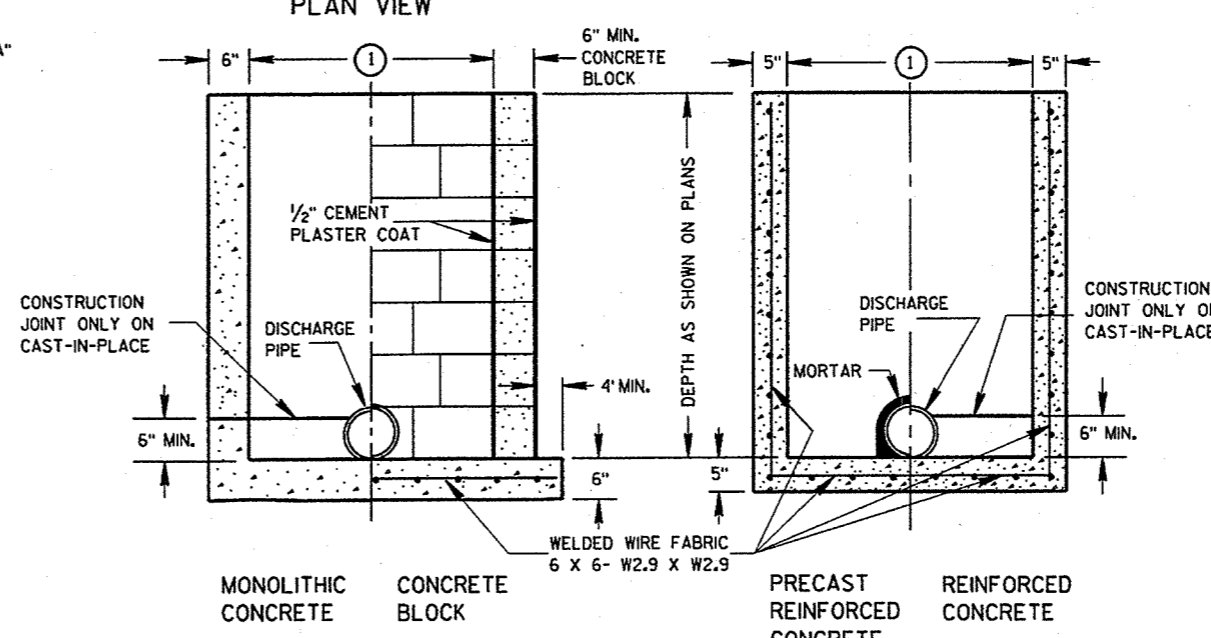 PLAN VIEW
A"
6"
1
6" MIN.
CONCRETE
BLOCK
5"
1
5"
1/2" CEMENT
PLASTER COAT
DEPTH AS SHOWN ON PLANS
CONSTRUCTION
JOINT ONLY ON
CAST-IN-PLACE
DISCHARGE
PIPE
4' MIN.
6" MIN.
6"
5"
DISCHARGE
PIPE
MORTAR
CONSTRUCTION
JOINT ONLY O
CAST-IN-PLACE
6" MIN.
WELDED WIRE FABRIC
6 X 6- W2.9 X W2.9
MONOLITHIC
CONCRETE
CONCRETE
BLOCK
PRECAST
REINFORCED
CONCRETE
REINFORCED
CONCRETE